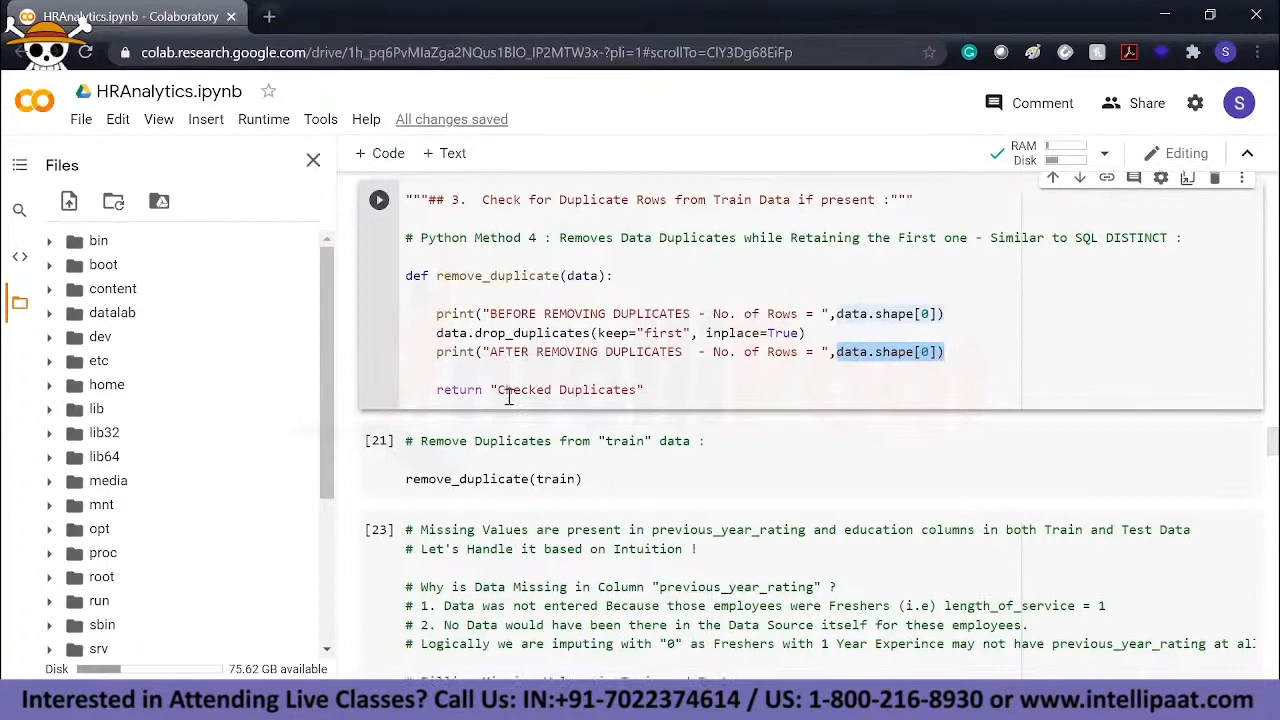 HRAnalytics.ipynb - Colaboratory
colab.research.google.com/drive/1h_pq6PvMIaZga2NQus1BIO_IP2MTW3x-?pli=1#scrollTo=ClY3Dg68EiFp
HRAnalytics.ipynb
Comment
Share
S
File Edit View Insert Runtime Tools Help All changes saved
Files
+ Code + Text
RAM
Disk
Editing
bin
boot
content
datalab
dev
etc
home
lib
lib32
lib64
media
mnt
opt
proc
root
run
sbin
srv
Disk 75.62 GB available
"""## 3. Check for Duplicate Rows from Train Data if present :"""
# Python Method 4 : Removes Data Duplicates while Retaining the First one - Similar to SQL DISTINCT :
def remove_duplicate(data):
print("BEFORE REMOVING DUPLICATES - No. of Rows = ",data.shape[0])
data.drop_duplicates(keep="first", inplace=True)
print("AFTER REMOVING DUPLICATES - No. of Rows = ",data.shape[0])
return "Checked Duplicates"
[21] # Remove Duplicates from "train" data :
remove_duplicate(train)
[23] # Missing Values are present in previous_year_rating and education columns in both Train and Test Data
# Let's Handle it based on Intuition !
# Why is Data Missing in Column "previous_year_rating" ?
# 1. Data was not entered Because those employees were Freshers (i.e) length_of_service = 1
# 2. No Data would have been there in the Data Source itself for these employees.
# Logically we are imputing with "0" as Freshers with 1 Year Experince may not have previous_year_rating at all
Interested in Attending Live Classes? Call Us: IN:+91-7022374614 / US: 1-800-216-8930 or www.intellipaat.com